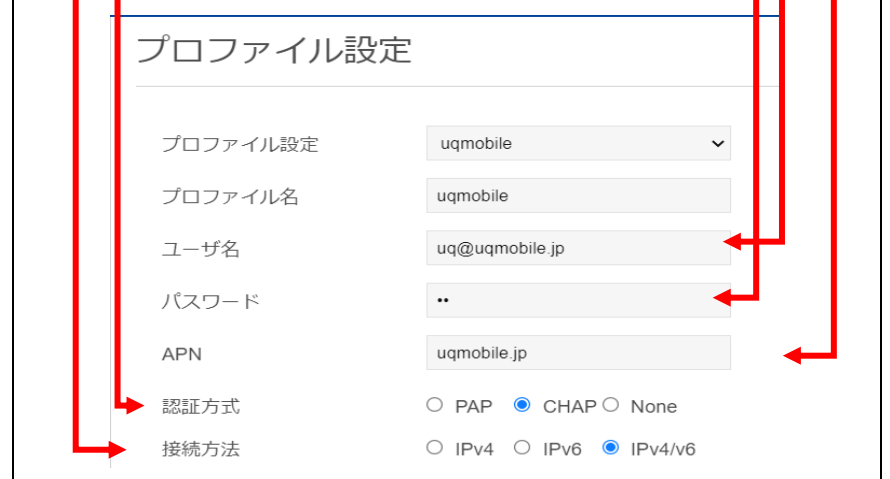 プロファイル設定
プロファイル設定 uqmobile
プロファイル名 uqmobile
ユーザ名 uq@uqmobile.jp
パスワード ••
APN uqmobile.jp
認証方式 PAP CHAP None
接続方法 IPv4 IPv6 IPv4/v6